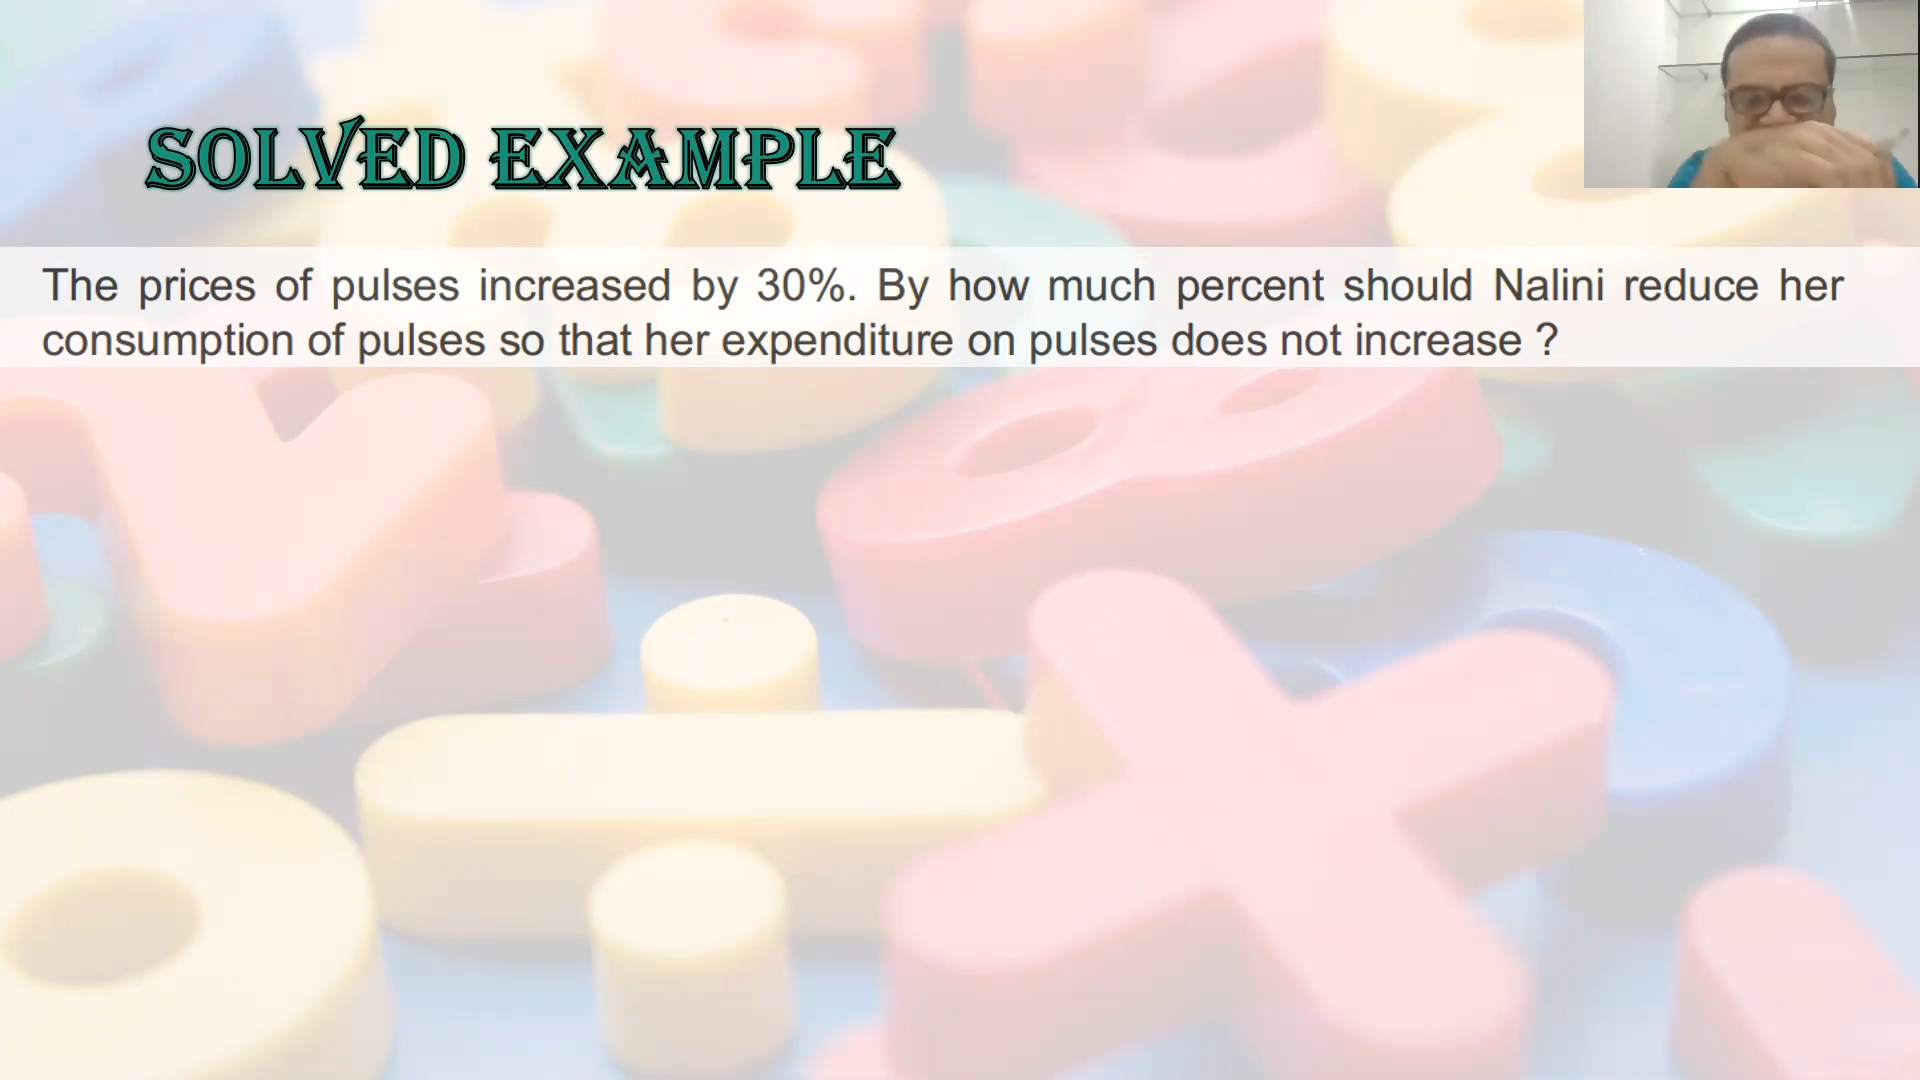 SOLVED EXAMPLE
The prices of pulses increased by 30%. By how much percent should Nalini reduce her
consumption of pulses so that her expenditure on pulses does not increase ?